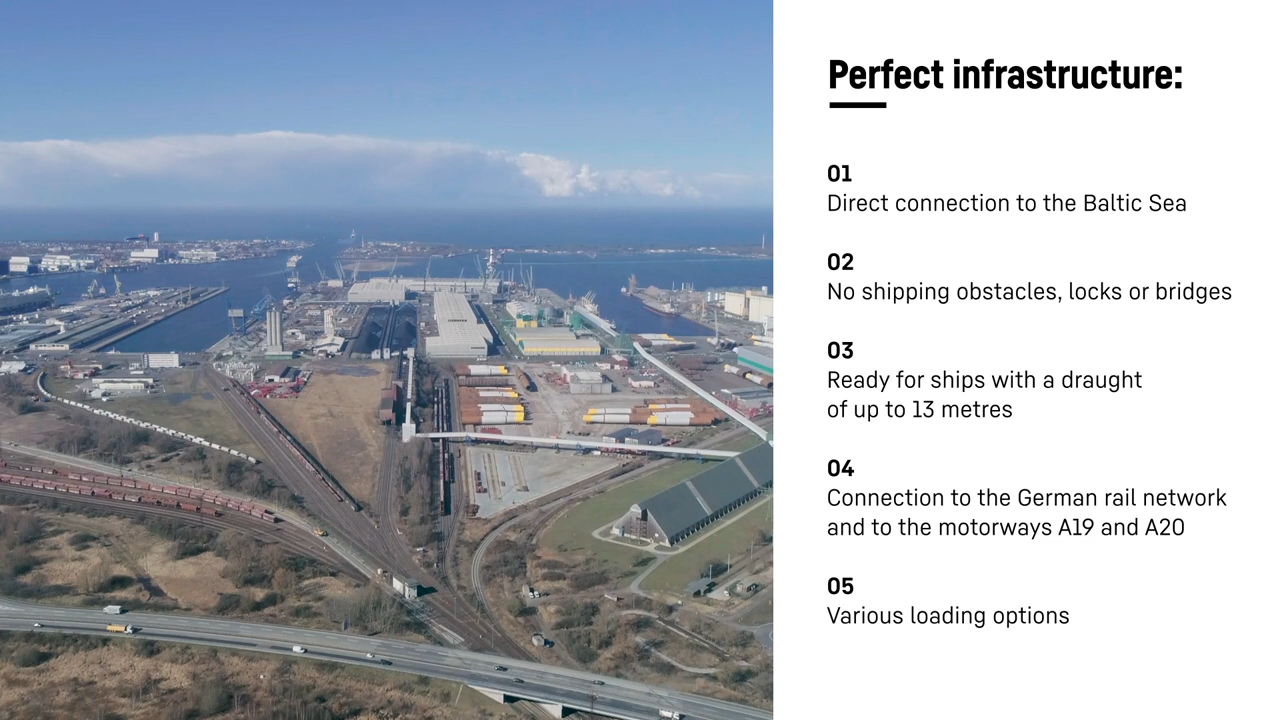 Perfect infrastructure:
01
Direct connection to the Baltic Sea
02
No shipping obstacles, locks or bridges
03
Ready for ships with a draught
of up to 13 metres
04
Connection to the German rail network
and to the motorways A19 and A20
05
Various loading options